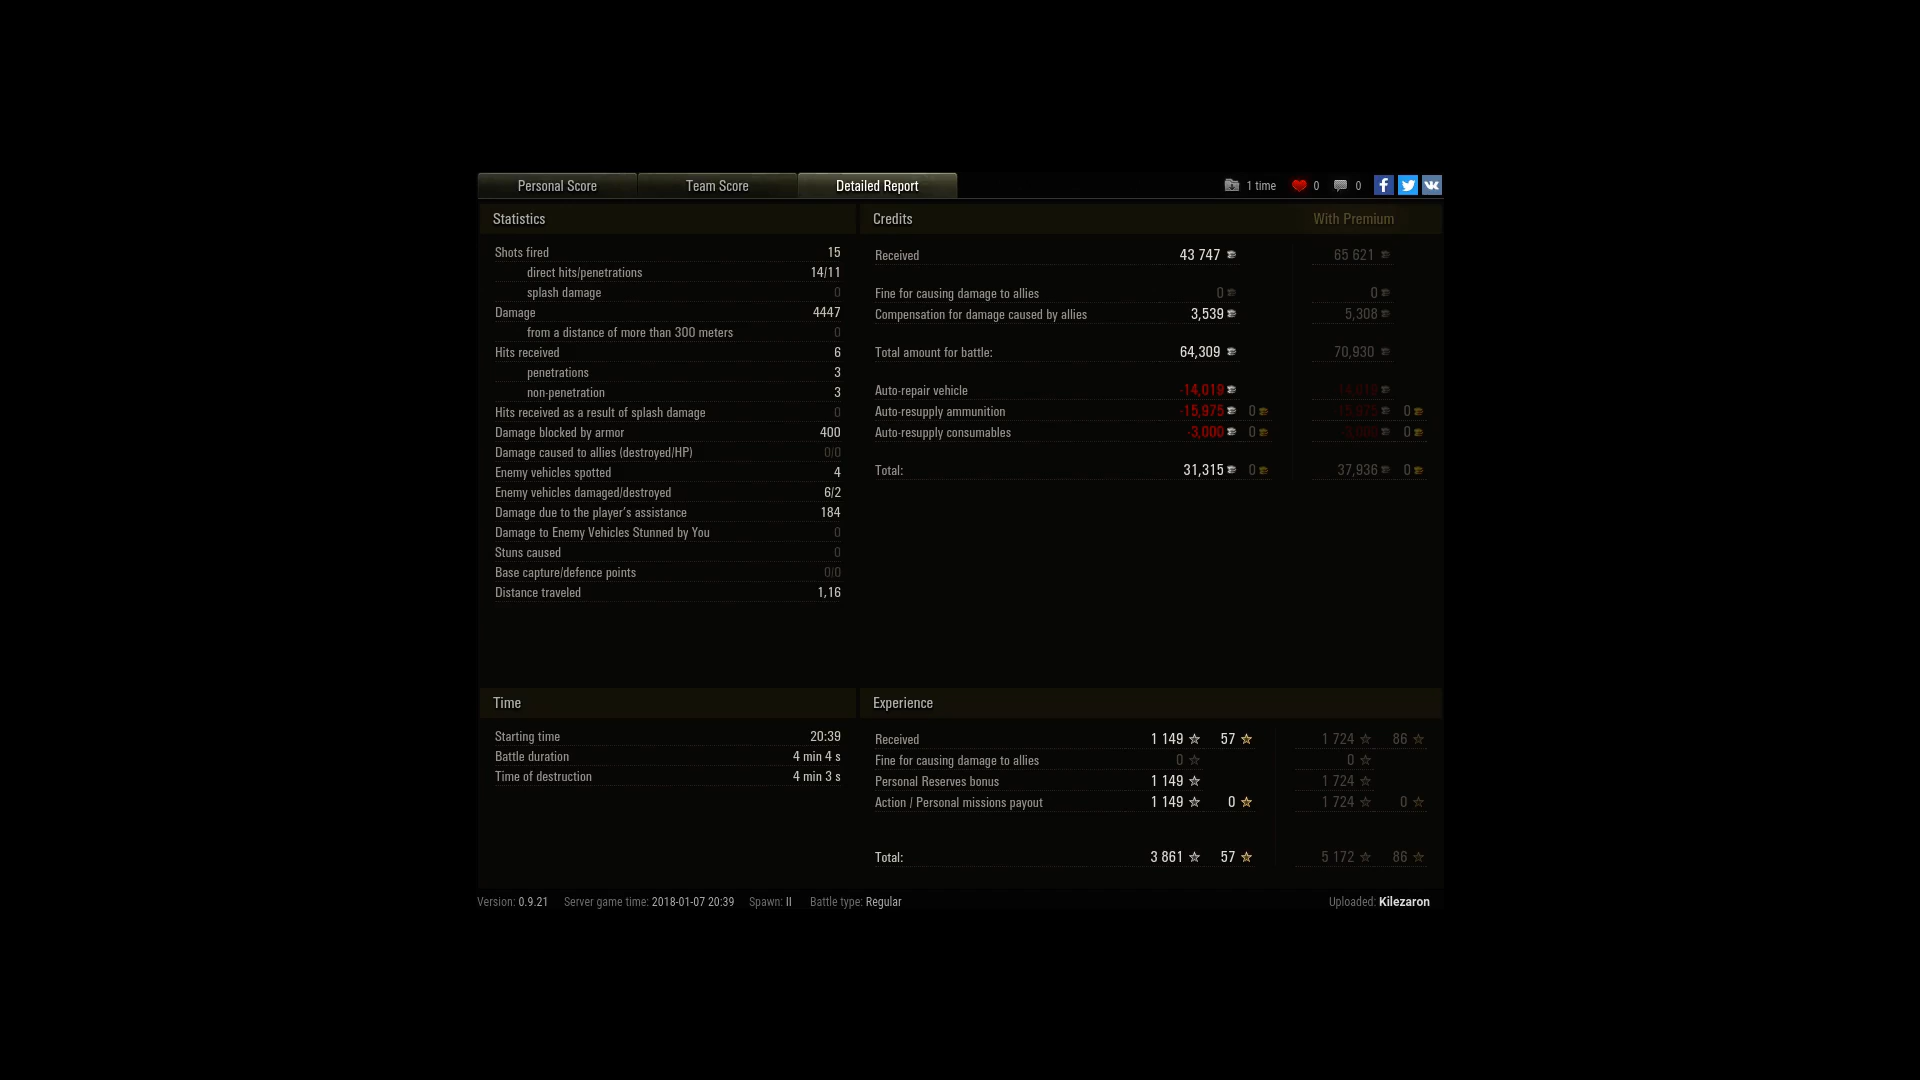 Personal Score Team Score Detailed Report 1 time 0 0
Statistics
Shots fired 15
direct hits/penetrations 14/11
splash damage 0
Damage 4447
from a distance of more than 300 meters 0
Hits received 6
penetrations 3
non-penetration 3
Hits received as a result of splash damage 0
Damage blocked by armor 400
Damage caused to allies (destroyed/HP) 0/0
Enemy vehicles spotted 4
Enemy vehicles damaged/destroyed 6/2
Damage due to the player's assistance 184
Damage to Enemy Vehicles Stunned by You 0
Stuns caused 0
Base capture/defence points 0/0
Distance traveled 1,16
Credits With Premium
Received 43 747 65 621
Fine for causing damage to allies 0 0
Compensation for damage caused by allies 3,539 5,308
Total amount for battle: 64,309 70,930
Auto-repair vehicle -14,019 -14,019
Auto-resupply ammunition -15,975 0 -15,975 0
Auto-resupply consumables -3,000 0 -3,000 0
Total: 31,315 0 37,936 0
Time
Starting time 20:39
Battle duration 4 min 4 s
Time of destruction 4 min 3 s
Experience
Received 1 149 57 1 724 86
Fine for causing damage to allies 0 0
Personal Reserves bonus 1 149 1 724
Action / Personal missions payout 1 149 0 1 724 0
Total: 3 861 57 5 172 86
Version: 0.9.21 Server game time: 2018-01-07 20:39 Spawn: II Battle type: Regular Uploaded: Kilezaron